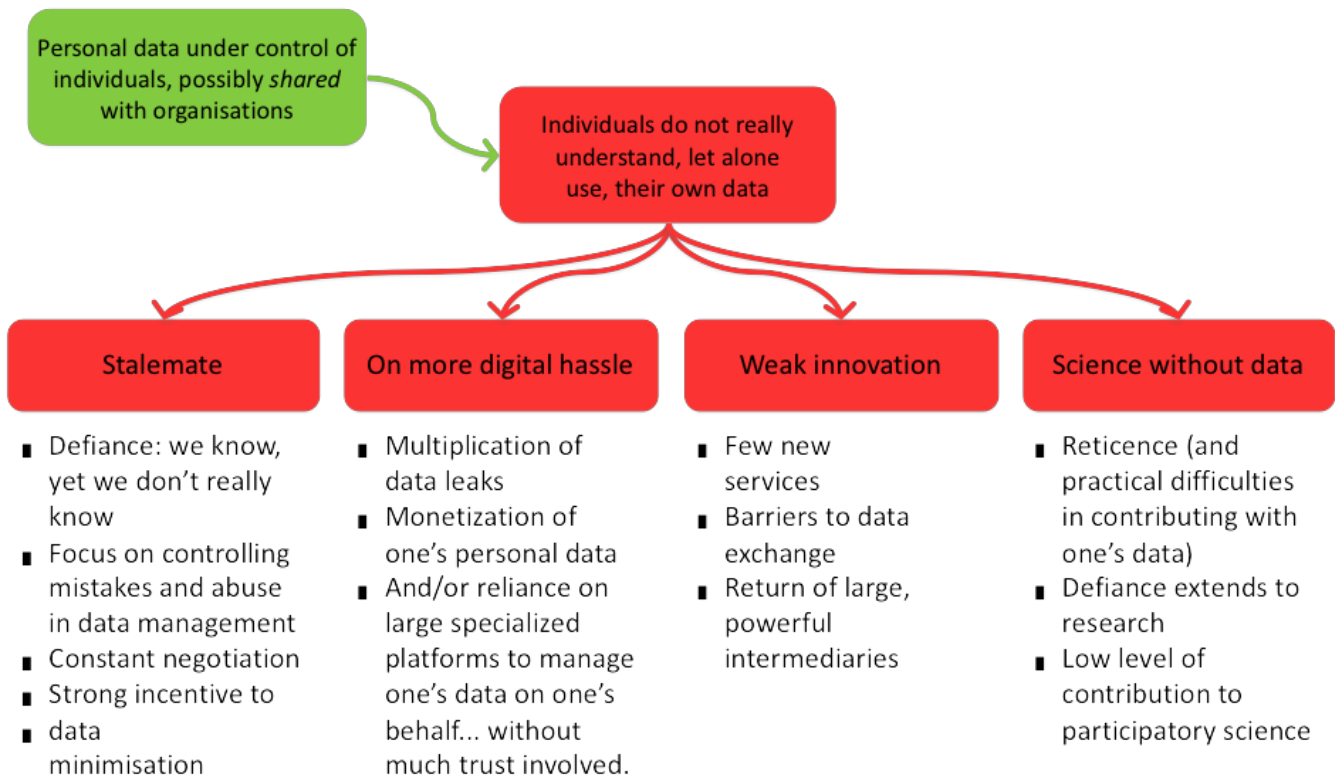 Personal data under control of
individuals, possibly shared
with organisations
Individuals do not really
understand, let alone
use, their own data
Stalemate
▪ Defiance: we know,
yet we don’t really
know
▪ Focus on controlling
mistakes and abuse
in data management
▪ Constant negotiation
▪ Strong incentive to
▪ data
minimisation
On more digital hassle
▪ Multiplication of
data leaks
▪ Monetization of
one’s personal data
▪ And/or reliance on
large specialized
platforms to manage
one’s data on one’s
behalf... without
much trust involved.
Weak innovation
▪ Few new
services
▪ Barriers to data
exchange
▪ Return of large,
powerful
intermediaries
Science without data
▪ Reticence (and
practical difficulties
in contributing with
one’s data)
▪ Defiance extends to
research
▪ Low level of
contribution to
participatory science